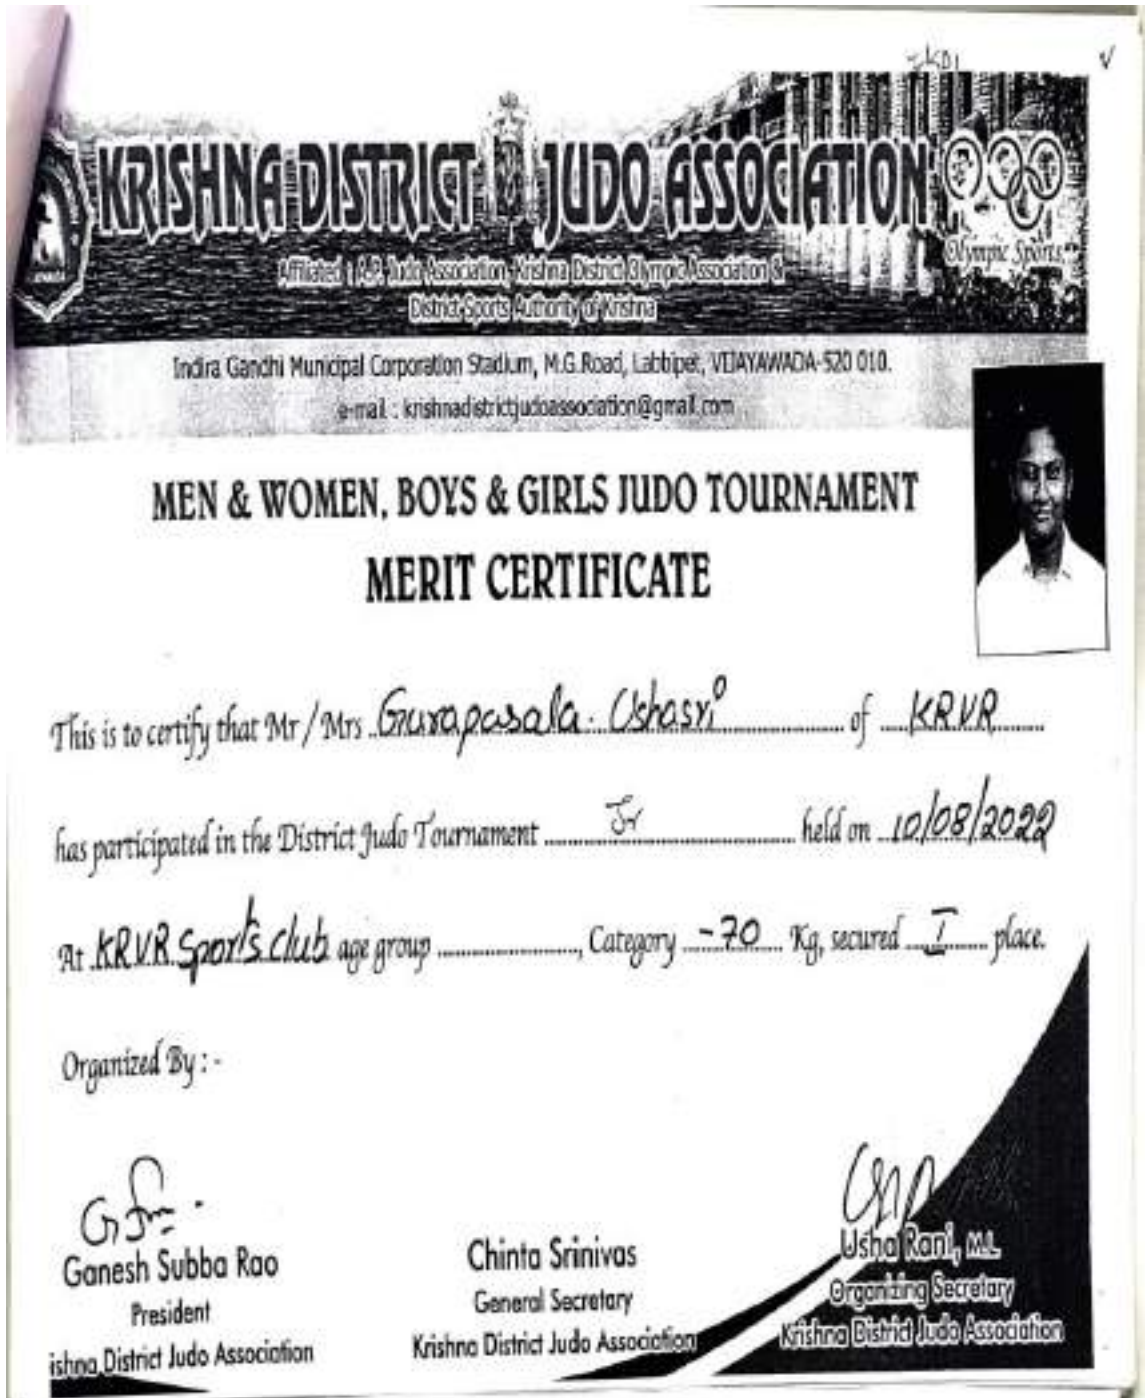 KRISHNA DISTRICT JUDO ASSOCIATION
Olympic Sports
Affiliated : A.P. Judo Association, Krishna District Olympic Association &
District Sports Authority of Krishna
Indira Gandhi Municipal Corporation Stadium, M.G.Road, Labbipet, VIJAYAWADA-520 010.
e-mail : krishnadistrictjudoassociation@gmail.com
MEN & WOMEN, BOYS & GIRLS JUDO TOURNAMENT
MERIT CERTIFICATE
This is to certify that Mr / Mrs Gurapasala. Ushasri of KRVR
has participated in the District Judo Tournament Jr held on 10/08/2022
At KRVR Sport's club age group ............., Category -70 Kg, secured I place.
Organized By : -
Ganesh Subba Rao
President
ishna District Judo Association
Chinta Srinivas
General Secretary
Krishna District Judo Association
Usha Rani, M.L
Organizing Secretary
Krishna District Judo Association